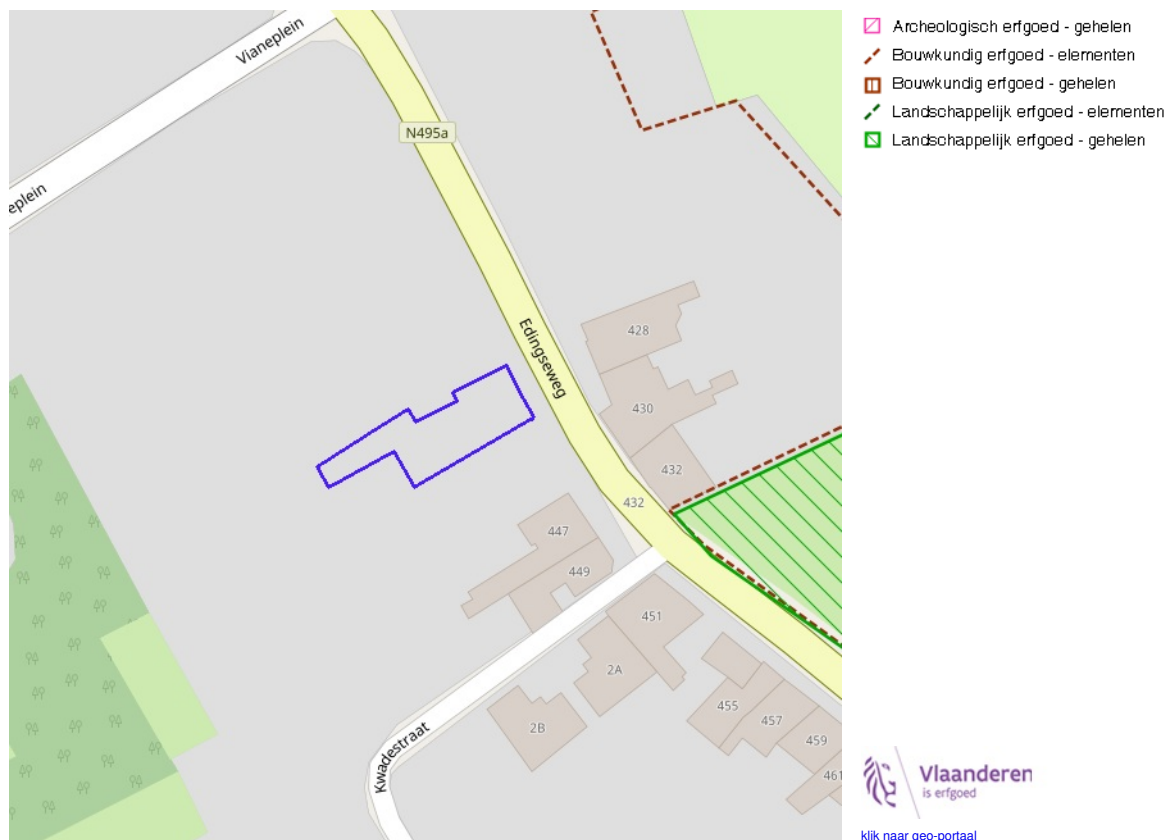 Vianeplein
N495a
eplein
Edingseweg
428
430
432
432
447
449
451
2A
2B
455
457
459
461
Kwadestraat
Archeologisch erfgoed - gehelen
Bouwkundig erfgoed - elementen
Bouwkundig erfgoed - gehelen
Landschappelijk erfgoed - elementen
Landschappelijk erfgoed - gehelen
Vlaanderen
is erfgoed
klik naar geo-portaal